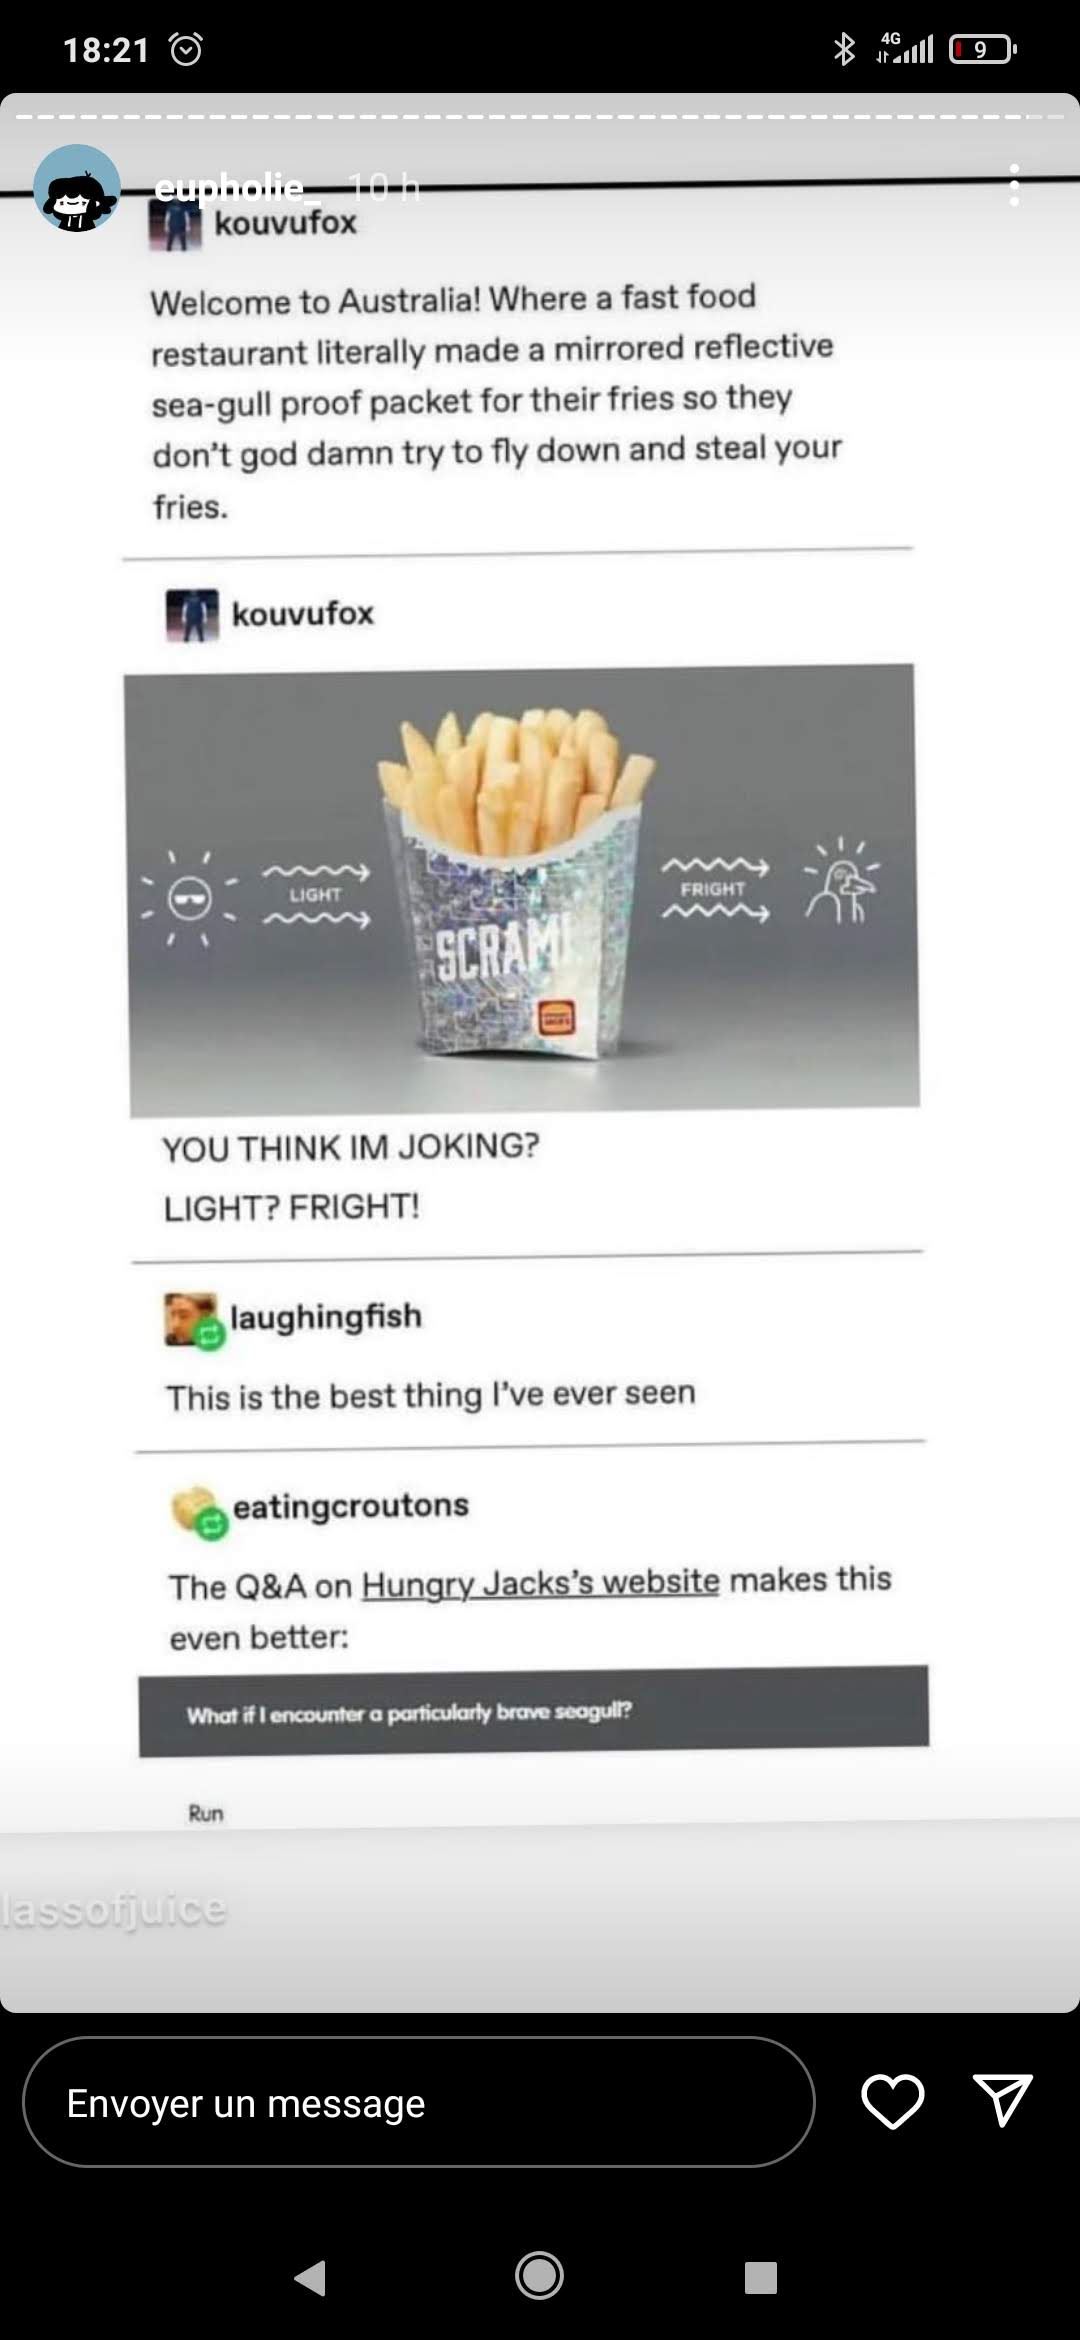 18:21
4G
9
eupholie_ 10 h
kouvufox
Welcome to Australia! Where a fast food
restaurant literally made a mirrored reflective
sea-gull proof packet for their fries so they
don't god damn try to fly down and steal your
fries.
kouvufox
LIGHT
FRIGHT
SCRAM!
YOU THINK IM JOKING?
LIGHT? FRIGHT!
laughingfish
This is the best thing I've ever seen
eatingcroutons
The Q&A on Hungry Jacks's website makes this
even better:
What if I encounter a particularly brave seagull?
Run
lassofjuice
Envoyer un message